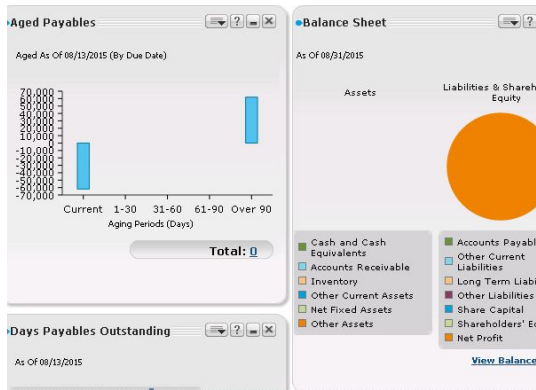 Aged Payables
?
Aged As Of 08/13/2015 (By Due Date)
70,000
60,000
50,000
40,000
30,000
20,000
10,000
0
-10,000
-20,000
-30,000
-40,000
-50,000
-60,000
-70,000
Current 1-30 31-60 61-90 Over 90
Aging Periods (Days)
Total: 0
Days Payables Outstanding
?
As Of 08/13/2015
Balance Sheet
?
As Of 08/31/2015
Assets
Liabilities & Shareh
Equity
Cash and Cash
Equivalents
Accounts Receivable
Inventory
Other Current Assets
Net Fixed Assets
Other Assets
Accounts Payabl
Other Current
Liabilities
Long Term Liabi
Other Liabilities
Share Capital
Shareholders' Eq
Net Profit
View Balance